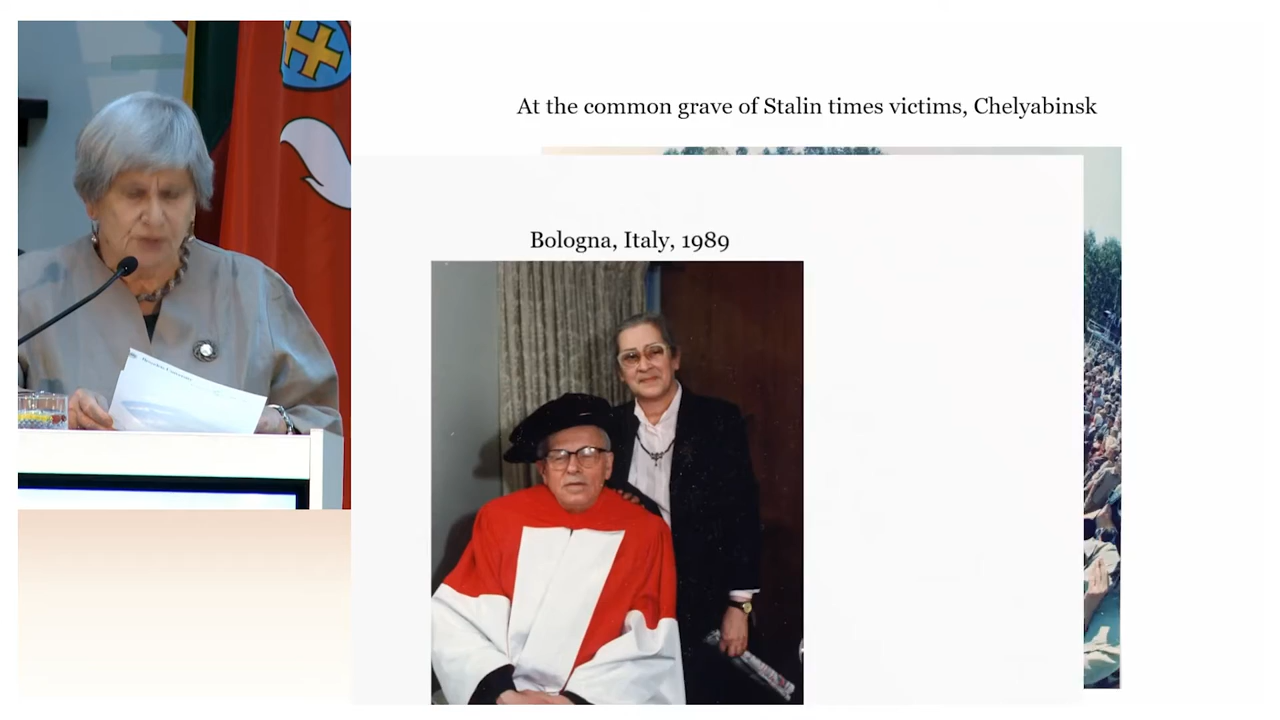 At the common grave of Stalin times victims, Chelyabinsk
Bologna, Italy, 1989